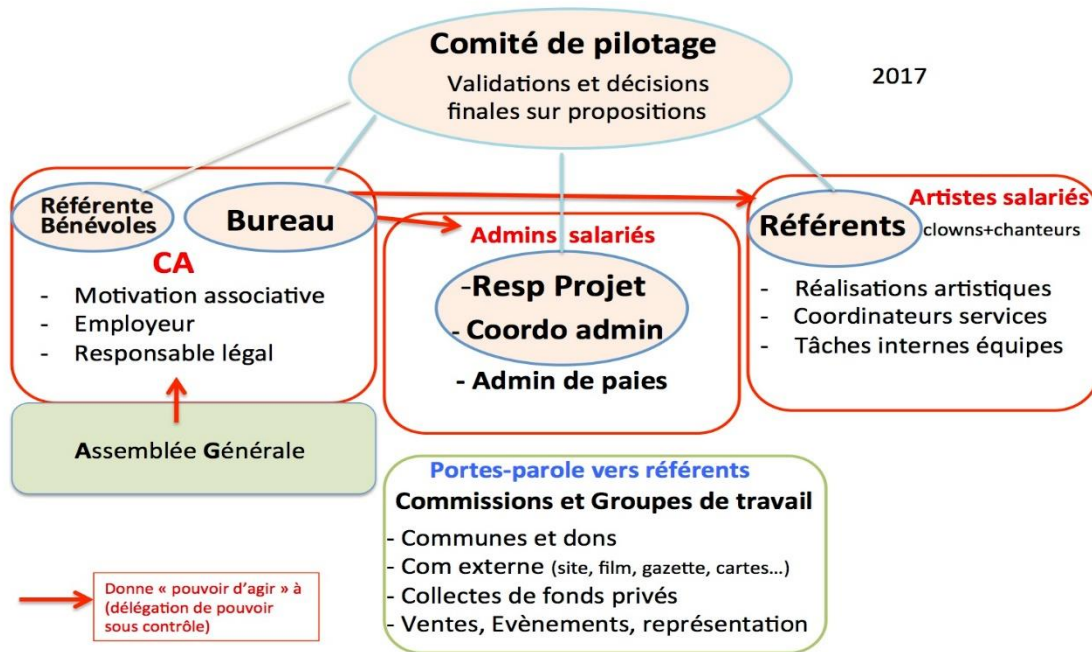 Comité de pilotage
Validations et décisions
finales sur propositions
2017
Référente
Bénévoles
Bureau
CA
- Motivation associative
- Employeur
- Responsable légal
Assemblée Générale
Admins salariés
-Resp Projet
- Coordo admin
- Admin de paies
Artistes salariés
Référents
clowns+chanteurs
- Réalisations artistiques
- Coordinateurs services
- Tâches internes équipes
Portes-parole vers référents
Commissions et Groupes de travail
- Communes et dons
- Com externe (site, film, gazette, cartes...)
- Collectes de fonds privés
- Ventes, Evènements, représentation
Donne « pouvoir d'agir » à
(délégation de pouvoir
sous contrôle)